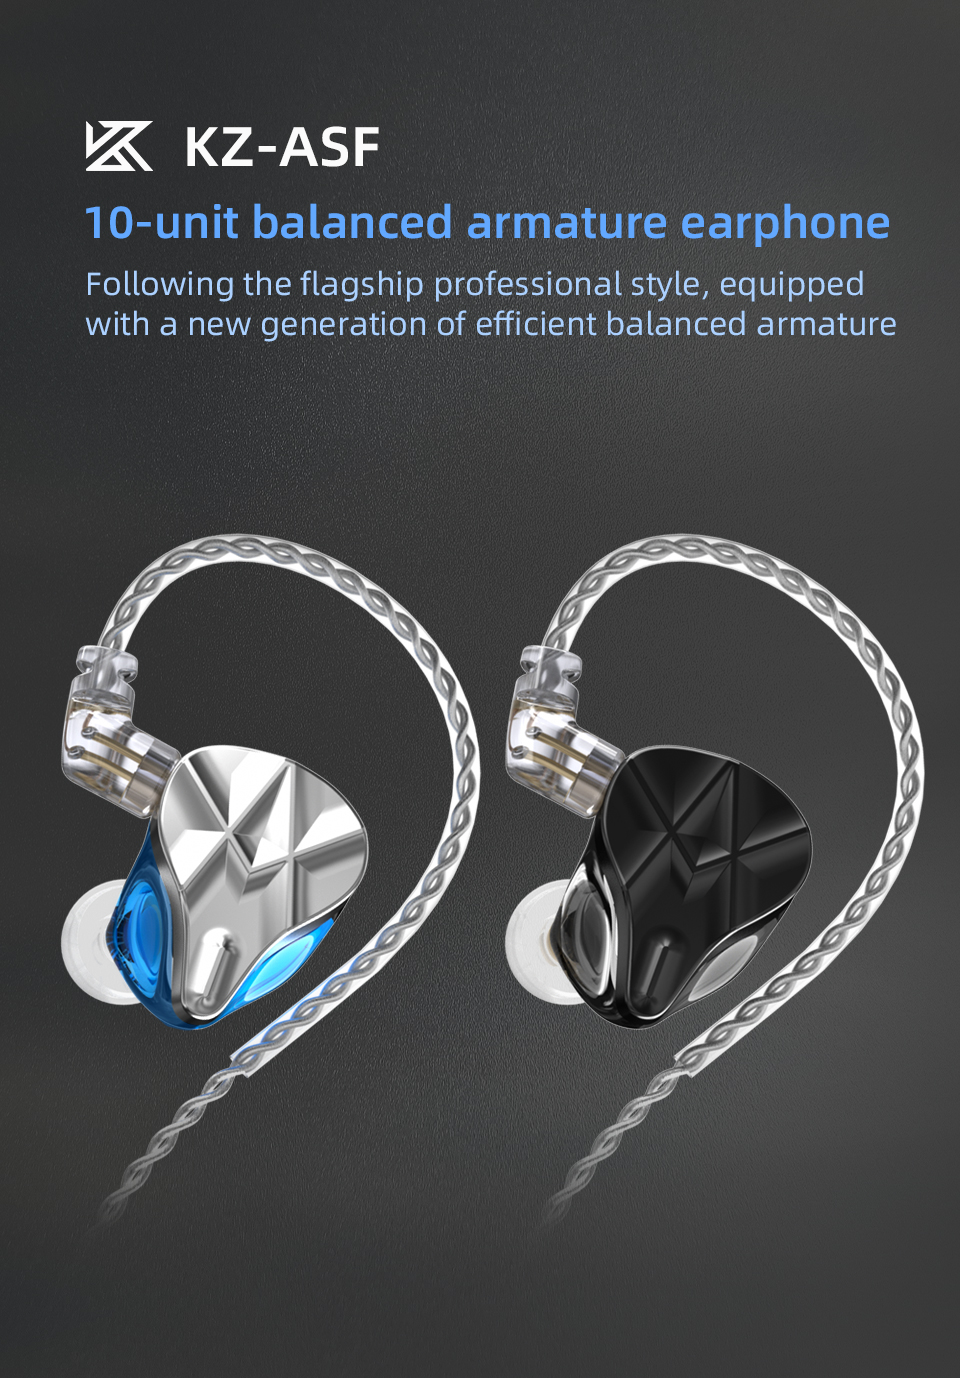 KZ-ASF
10-unit balanced armature earphone
Following the flagship professional style, equipped
with a new generation of efficient balanced armature